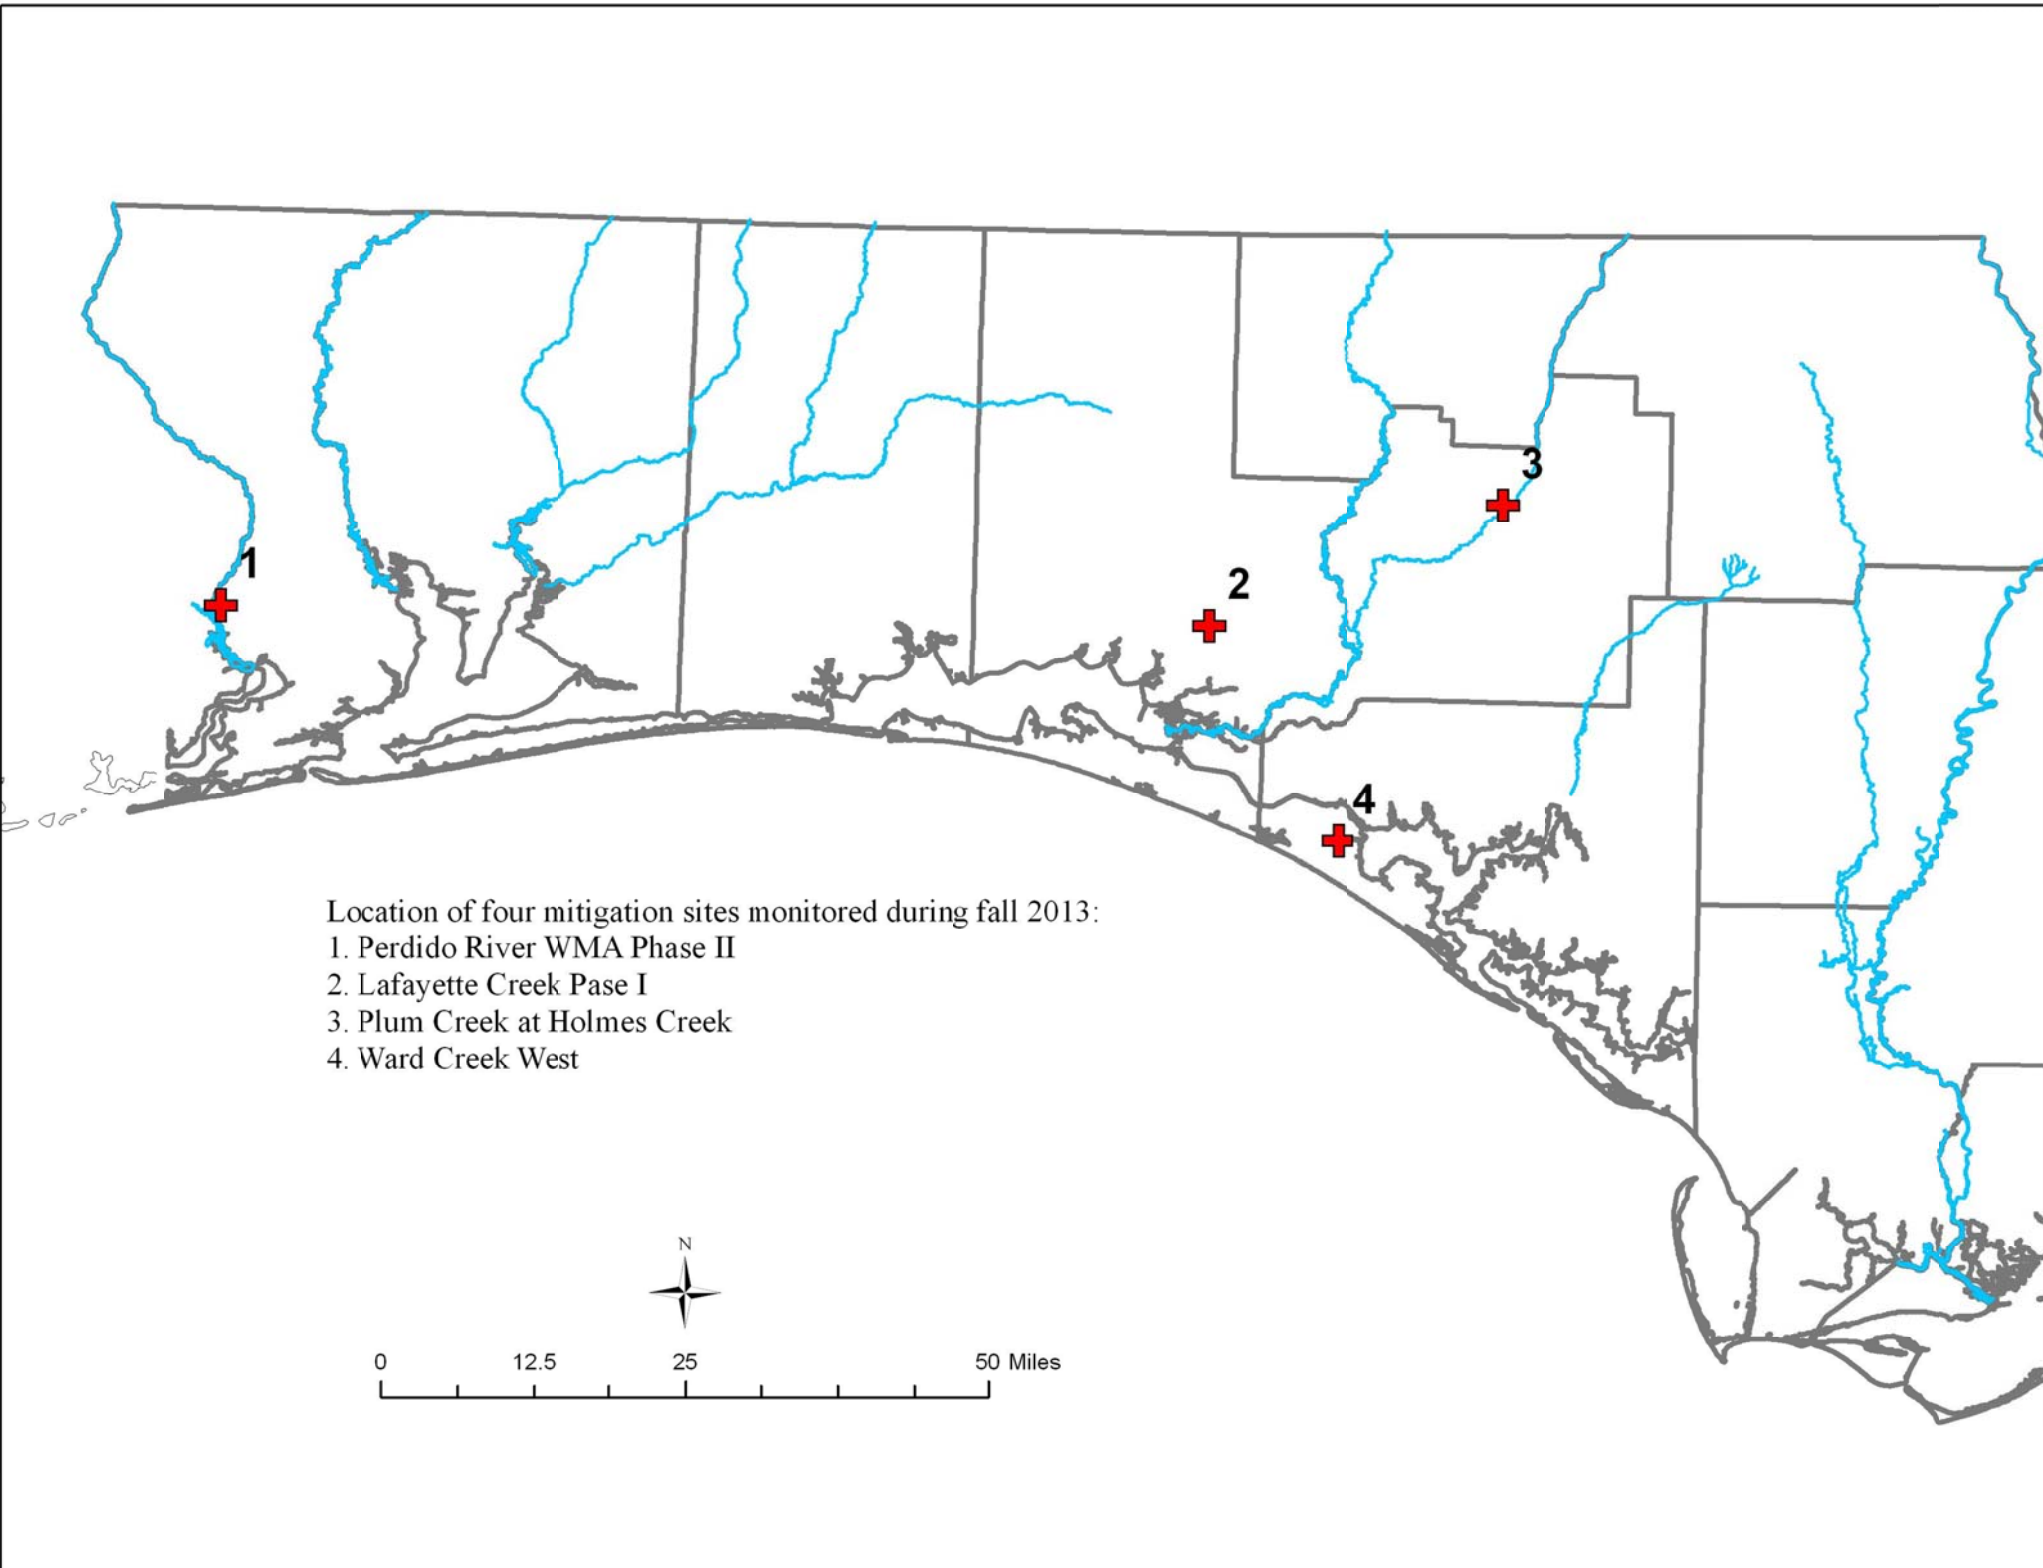 1
3
2
4
Location of four mitigation sites monitored during fall 2013:
1. Perdido River WMA Phase II
2. Lafayette Creek Pase I
3. Plum Creek at Holmes Creek
4. Ward Creek West
N
0 12.5 25 50 Miles